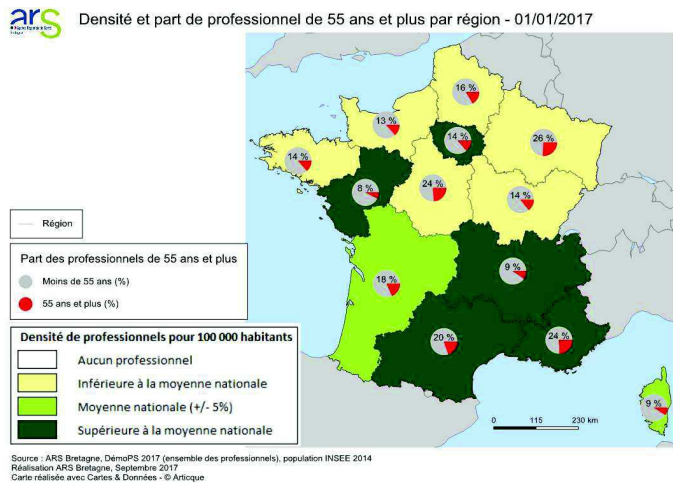 ars
Densité et part de professionnel de 55 ans et plus par région - 01/01/2017
16 %
13 %
14 %
26 %
14 %
8 %
24 %
14 %
18 %
9 %
20 %
24 %
9 %
Région
Part des professionnels de 55 ans et plus
Moins de 55 ans (%)
55 ans et plus (%)
Densité de professionnels pour 100 000 habitants
Aucun professionnel
Inférieure à la moyenne nationale
Moyenne nationale (+/- 5%)
Supérieure à la moyenne nationale
0 115 230 km
Source : ARS Bretagne, DémoPS 2017 (ensemble des professionnels), population INSEE 2014
Réalisation ARS Bretagne, Septembre 2017
Carte réalisée avec Cartes & Données - © Articque